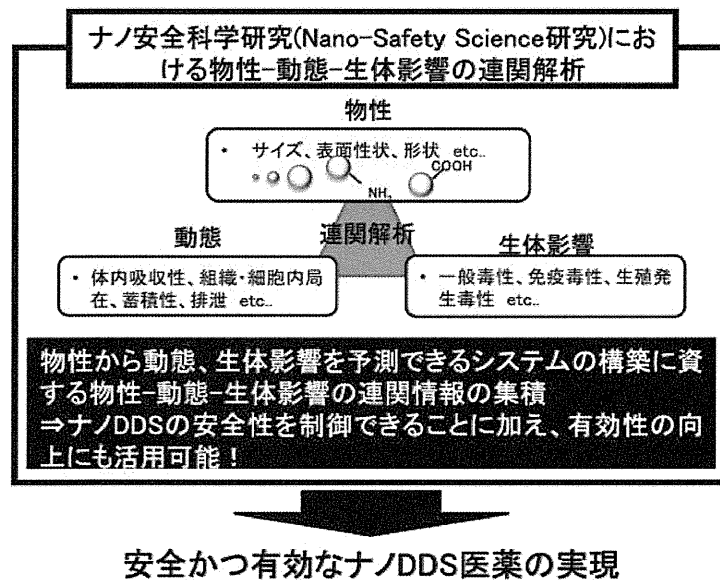 ナノ安全科学研究(Nano-Safety Science研究)にお
ける物性-動態-生体影響の連関解析
物性
・ サイズ、表面性状、形状 etc..
COOH
NH₂
連関解析
動態
・ 体内吸収性、組織・細胞内局
在、蓄積性、排泄 etc..
生体影響
・ 一般毒性、免疫毒性、生殖発
生毒性 etc..
物性から動態、生体影響を予測できるシステムの構築に資
する物性-動態-生体影響の連関情報の集積
⇒ナノDDSの安全性を制御できることに加え、有効性の向
上にも活用可能！
安全かつ有効なナノDDS医薬の実現